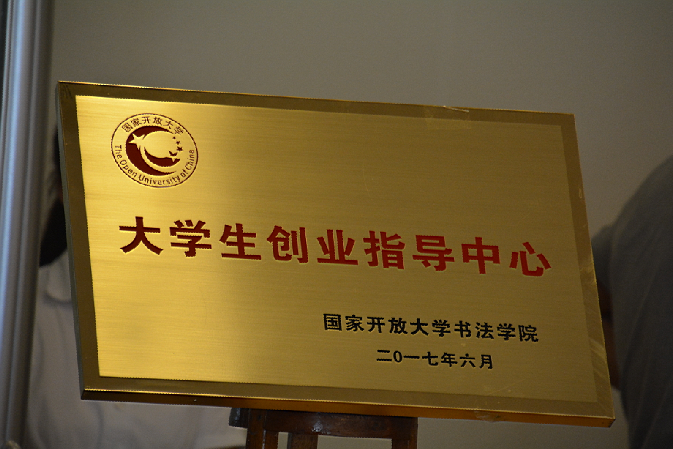 国家开放大学
The Open University of China
大学生创业指导中心
国家开放大学书法学院
二0一七年六月